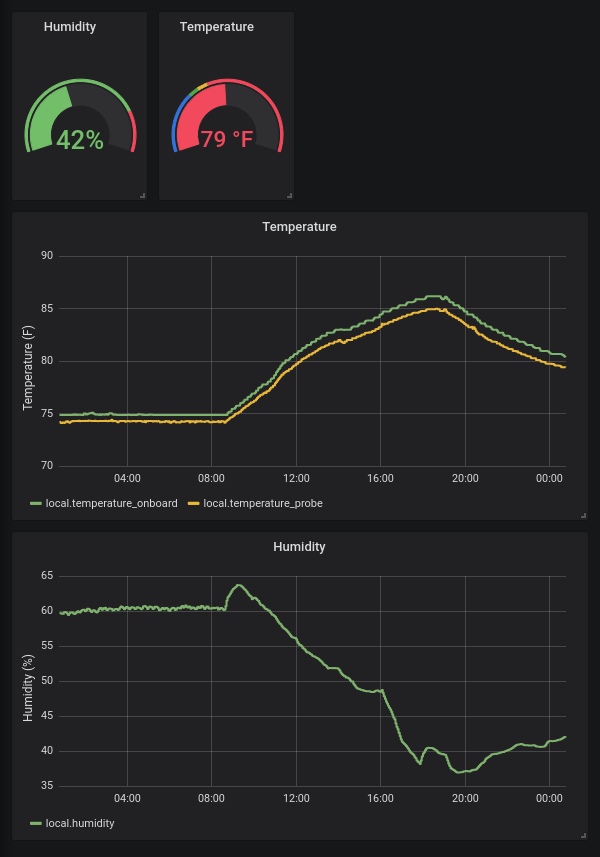 Humidity Temperature
42% 79 °F
Temperature
90
85
80
75
70
Temperature (F)
04:00 08:00 12:00 16:00 20:00 00:00
local.temperature_onboard local.temperature_probe
Humidity
65
60
55
50
45
40
35
Humidity (%)
04:00 08:00 12:00 16:00 20:00 00:00
local.humidity